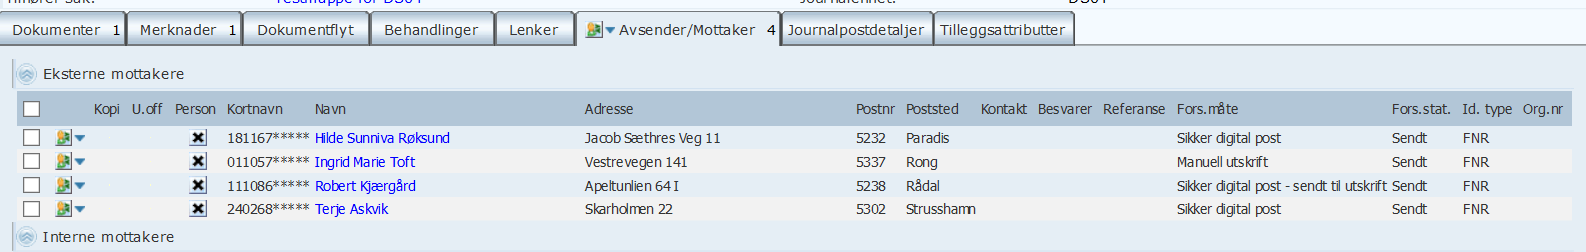 Dokumenter 1 Merknader 1 Dokumentflyt Behandlinger Lenker Avsender/Mottaker 4 Journalpostdetaljer Tilleggsattributter
Eksterne mottakere
Kopi U.off Person Kortnavn Navn Adresse Postnr Poststed Kontakt Besvarer Referanse Fors.måte Fors.stat. Id. type Org.nr
181167***** Hilde Sunniva Røksund Jacob Sæthres Veg 11 5232 Paradis Sikker digital post Sendt FNR
011057***** Ingrid Marie Toft Vestrevegen 141 5337 Rong Manuell utskrift Sendt FNR
111086***** Robert Kjærgård Apeltunlien 64 I 5238 Rådal Sikker digital post - sendt til utskrift Sendt FNR
240268***** Terje Askvik Skarholmen 22 5302 Strusshamn Sikker digital post Sendt FNR
Interne mottakere